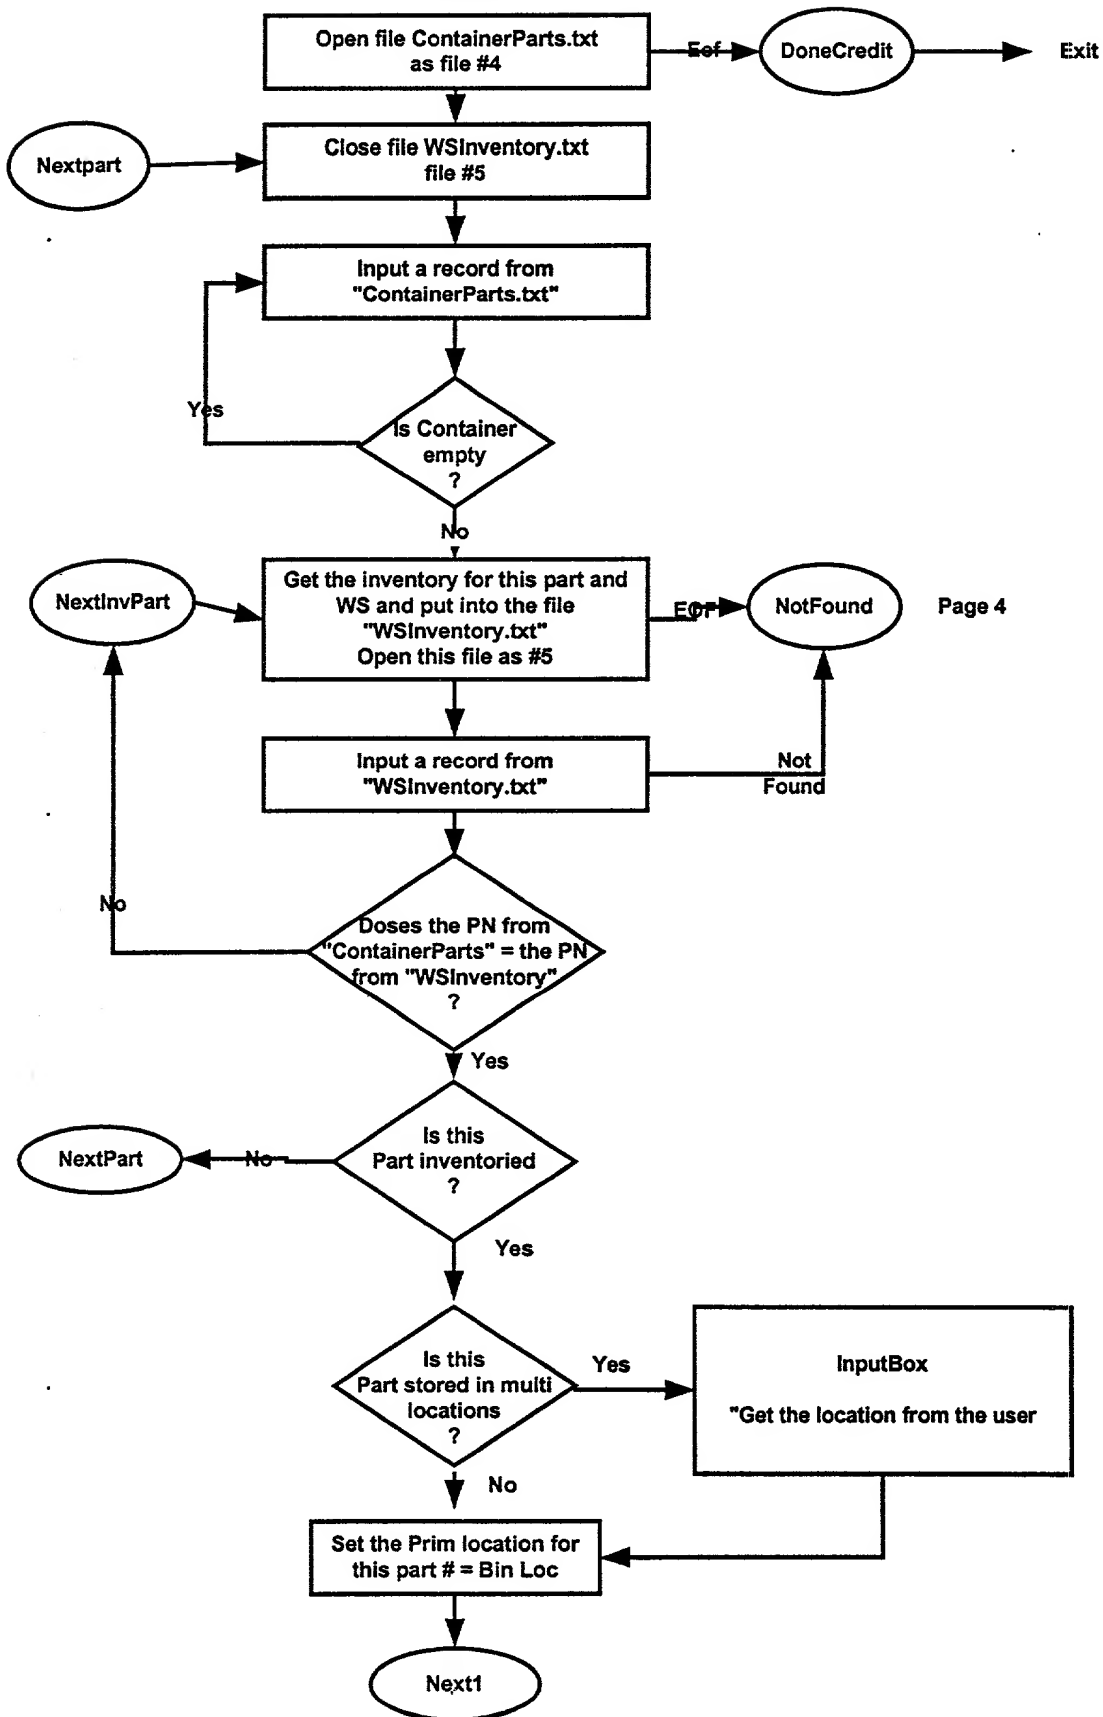 Open file ContainerParts.txt
as file #4
Eof
DoneCredit
Exit
Nextpart
Close file WSInventory.txt
file #5
Input a record from
"ContainerParts.txt"
Yes
Is Container
empty
?
No
NextInvPart
Get the inventory for this part and
WS and put into the file
"WSInventory.txt"
Open this file as #5
EOF
NotFound
Page 4
Input a record from
"WSInventory.txt"
Not
Found
No
Doses the PN from
"ContainerParts" = the PN
from "WSInventory"
?
Yes
NextPart
No
Is this
Part inventoried
?
Yes
Is this
Part stored in multi
locations
?
Yes
InputBox
"Get the location from the user
No
Set the Prim location for
this part # = Bin Loc
Next1